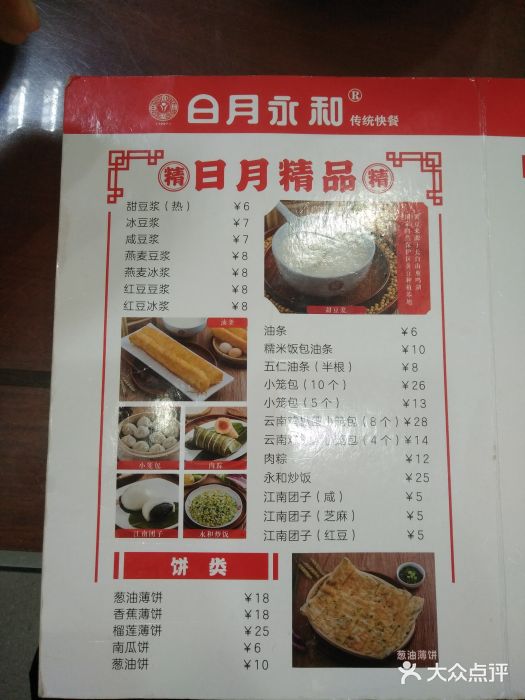 日月永和® 传统快餐
精 日月精品 精
甜豆浆（热） ￥6
冰豆浆 ￥7
咸豆浆 ￥7
燕麦豆浆 ￥8
燕麦冰浆 ￥8
红豆豆浆 ￥8
红豆冰浆 ￥8
甜豆浆
油条
小笼包
肉粽
江南团子
永和炒饭
油条 ￥6
糯米饭包油条 ￥10
五仁油条（半根） ￥8
小笼包（10个） ￥26
小笼包（5个） ￥13
云南 小笼包（8个） ￥28
云南 包（4个） ￥14
肉粽 ￥12
永和炒饭 ￥25
江南团子（咸） ￥5
江南团子（芝麻） ￥5
江南团子（红豆） ￥5
饼类
葱油薄饼 ￥18
香蕉薄饼 ￥18
榴莲薄饼 ￥25
南瓜饼 ￥6
葱油饼 ￥10
葱油薄饼
大众点评